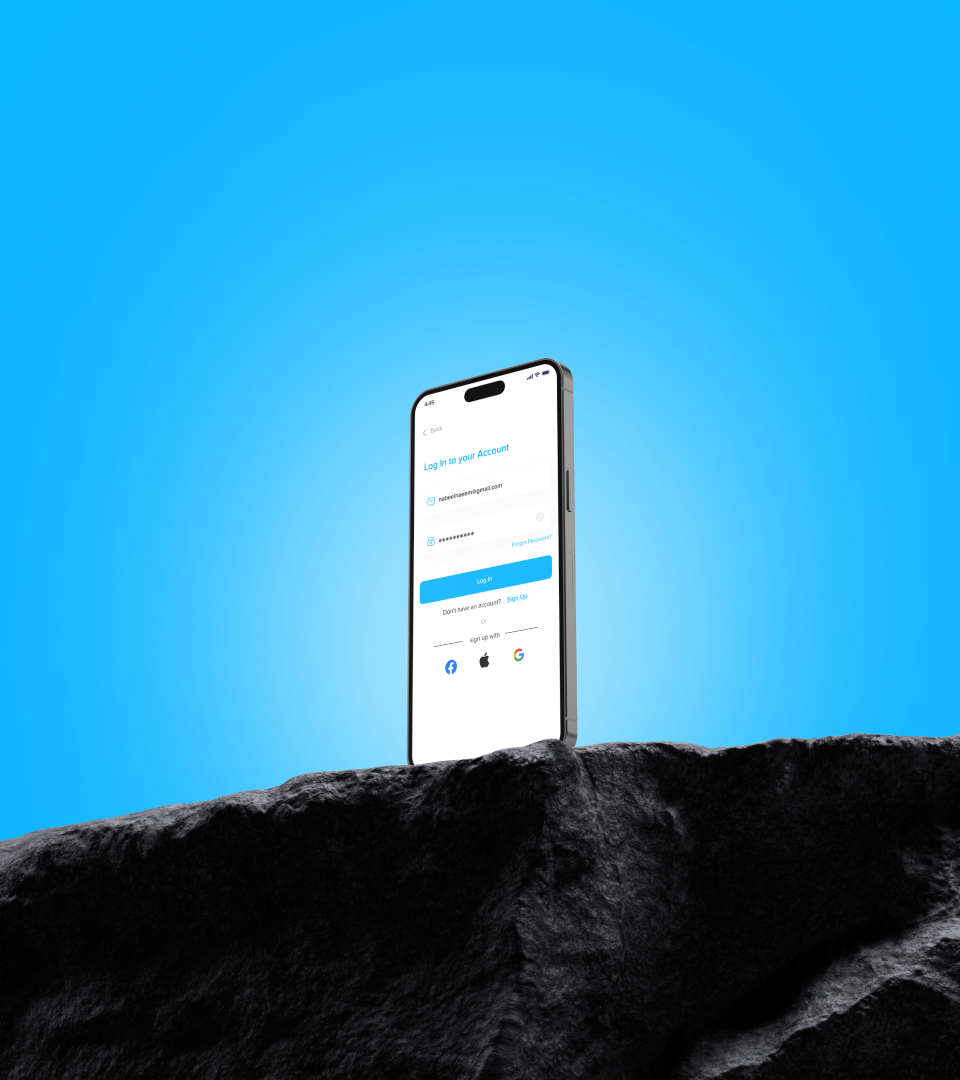 4:45
Back
Log In to your Account
nabeelnaeem@gmail.com
**********
Forgot Password?
Log In
Don't have an account? Sign Up
Or
sign up with